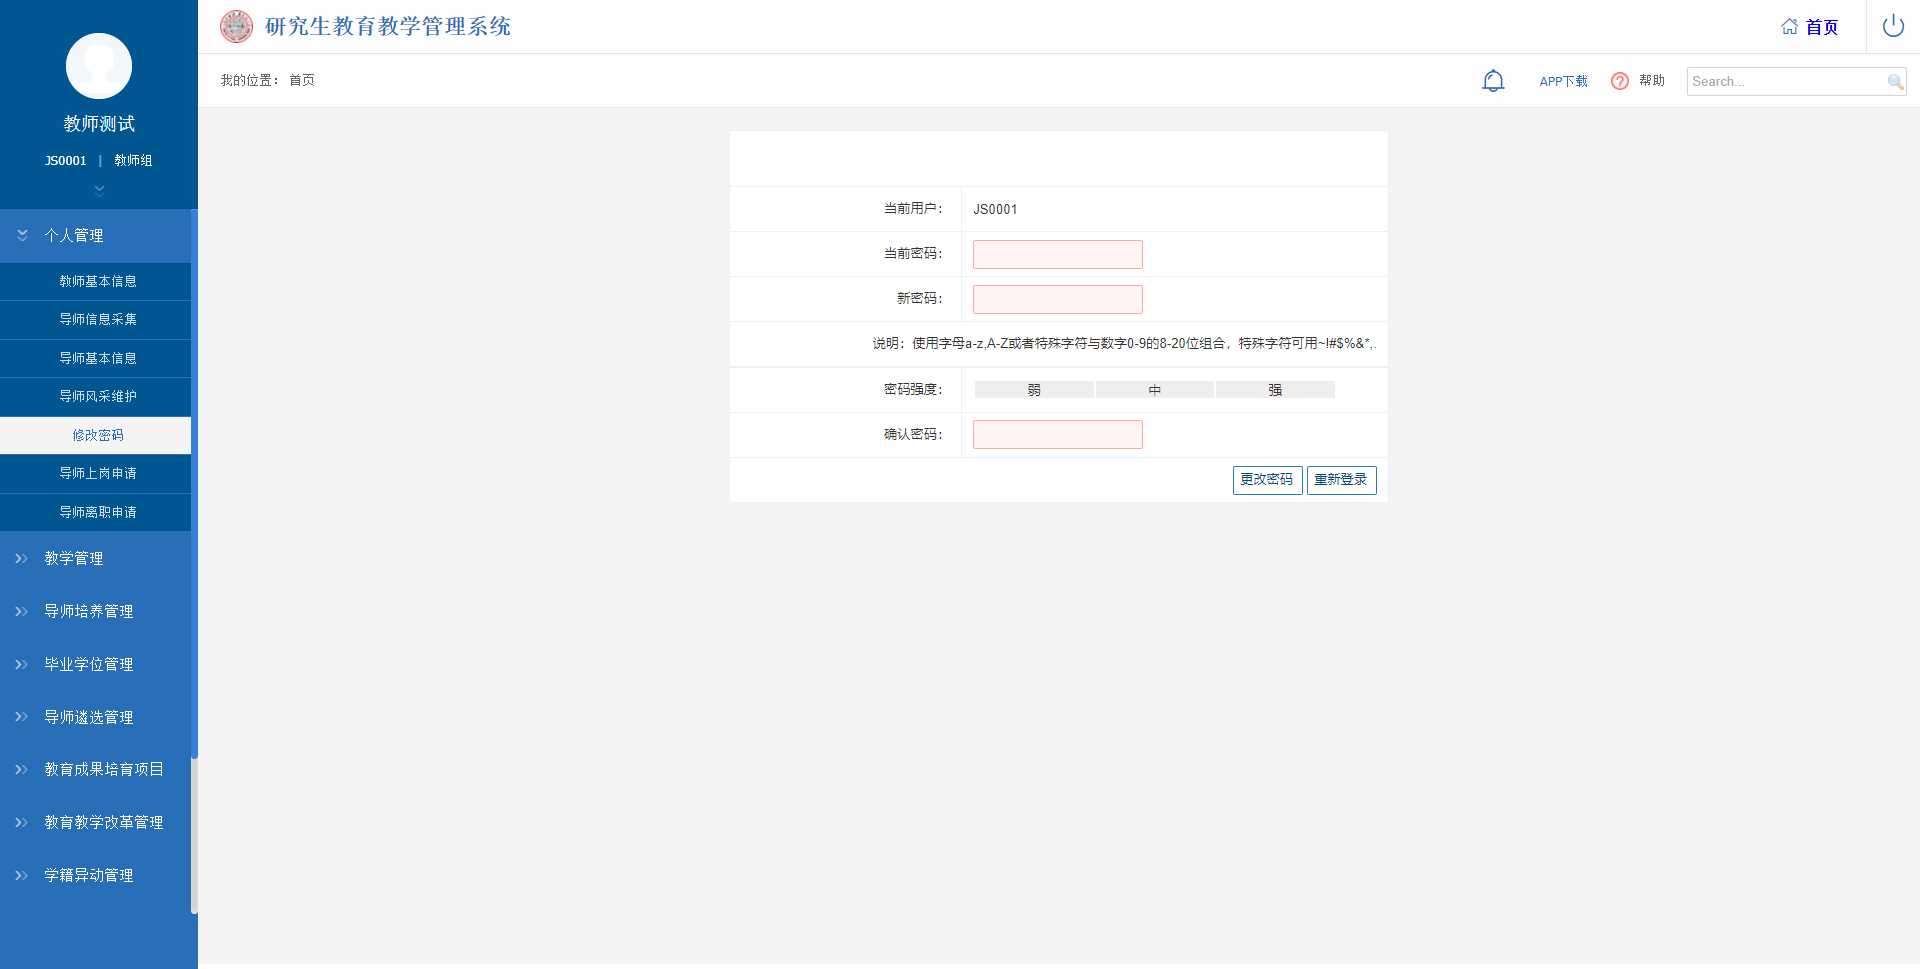 研究生教育教学管理系统
首页
我的位置： 首页
APP下载
帮助
Search...
教师测试
JS0001 | 教师组
个人管理
教师基本信息
导师信息采集
导师基本信息
导师风采维护
修改密码
导师上岗申请
导师离职申请
教学管理
导师培养管理
毕业学位管理
导师遴选管理
教育成果培育项目
教育教学改革管理
学籍异动管理
当前用户： JS0001
当前密码：
新密码：
说明：使用字母a-z,A-Z或者特殊字符与数字0-9的8-20位组合，特殊字符可用~!#$%&*,.
密码强度： 弱 中 强
确认密码：
更改密码 重新登录